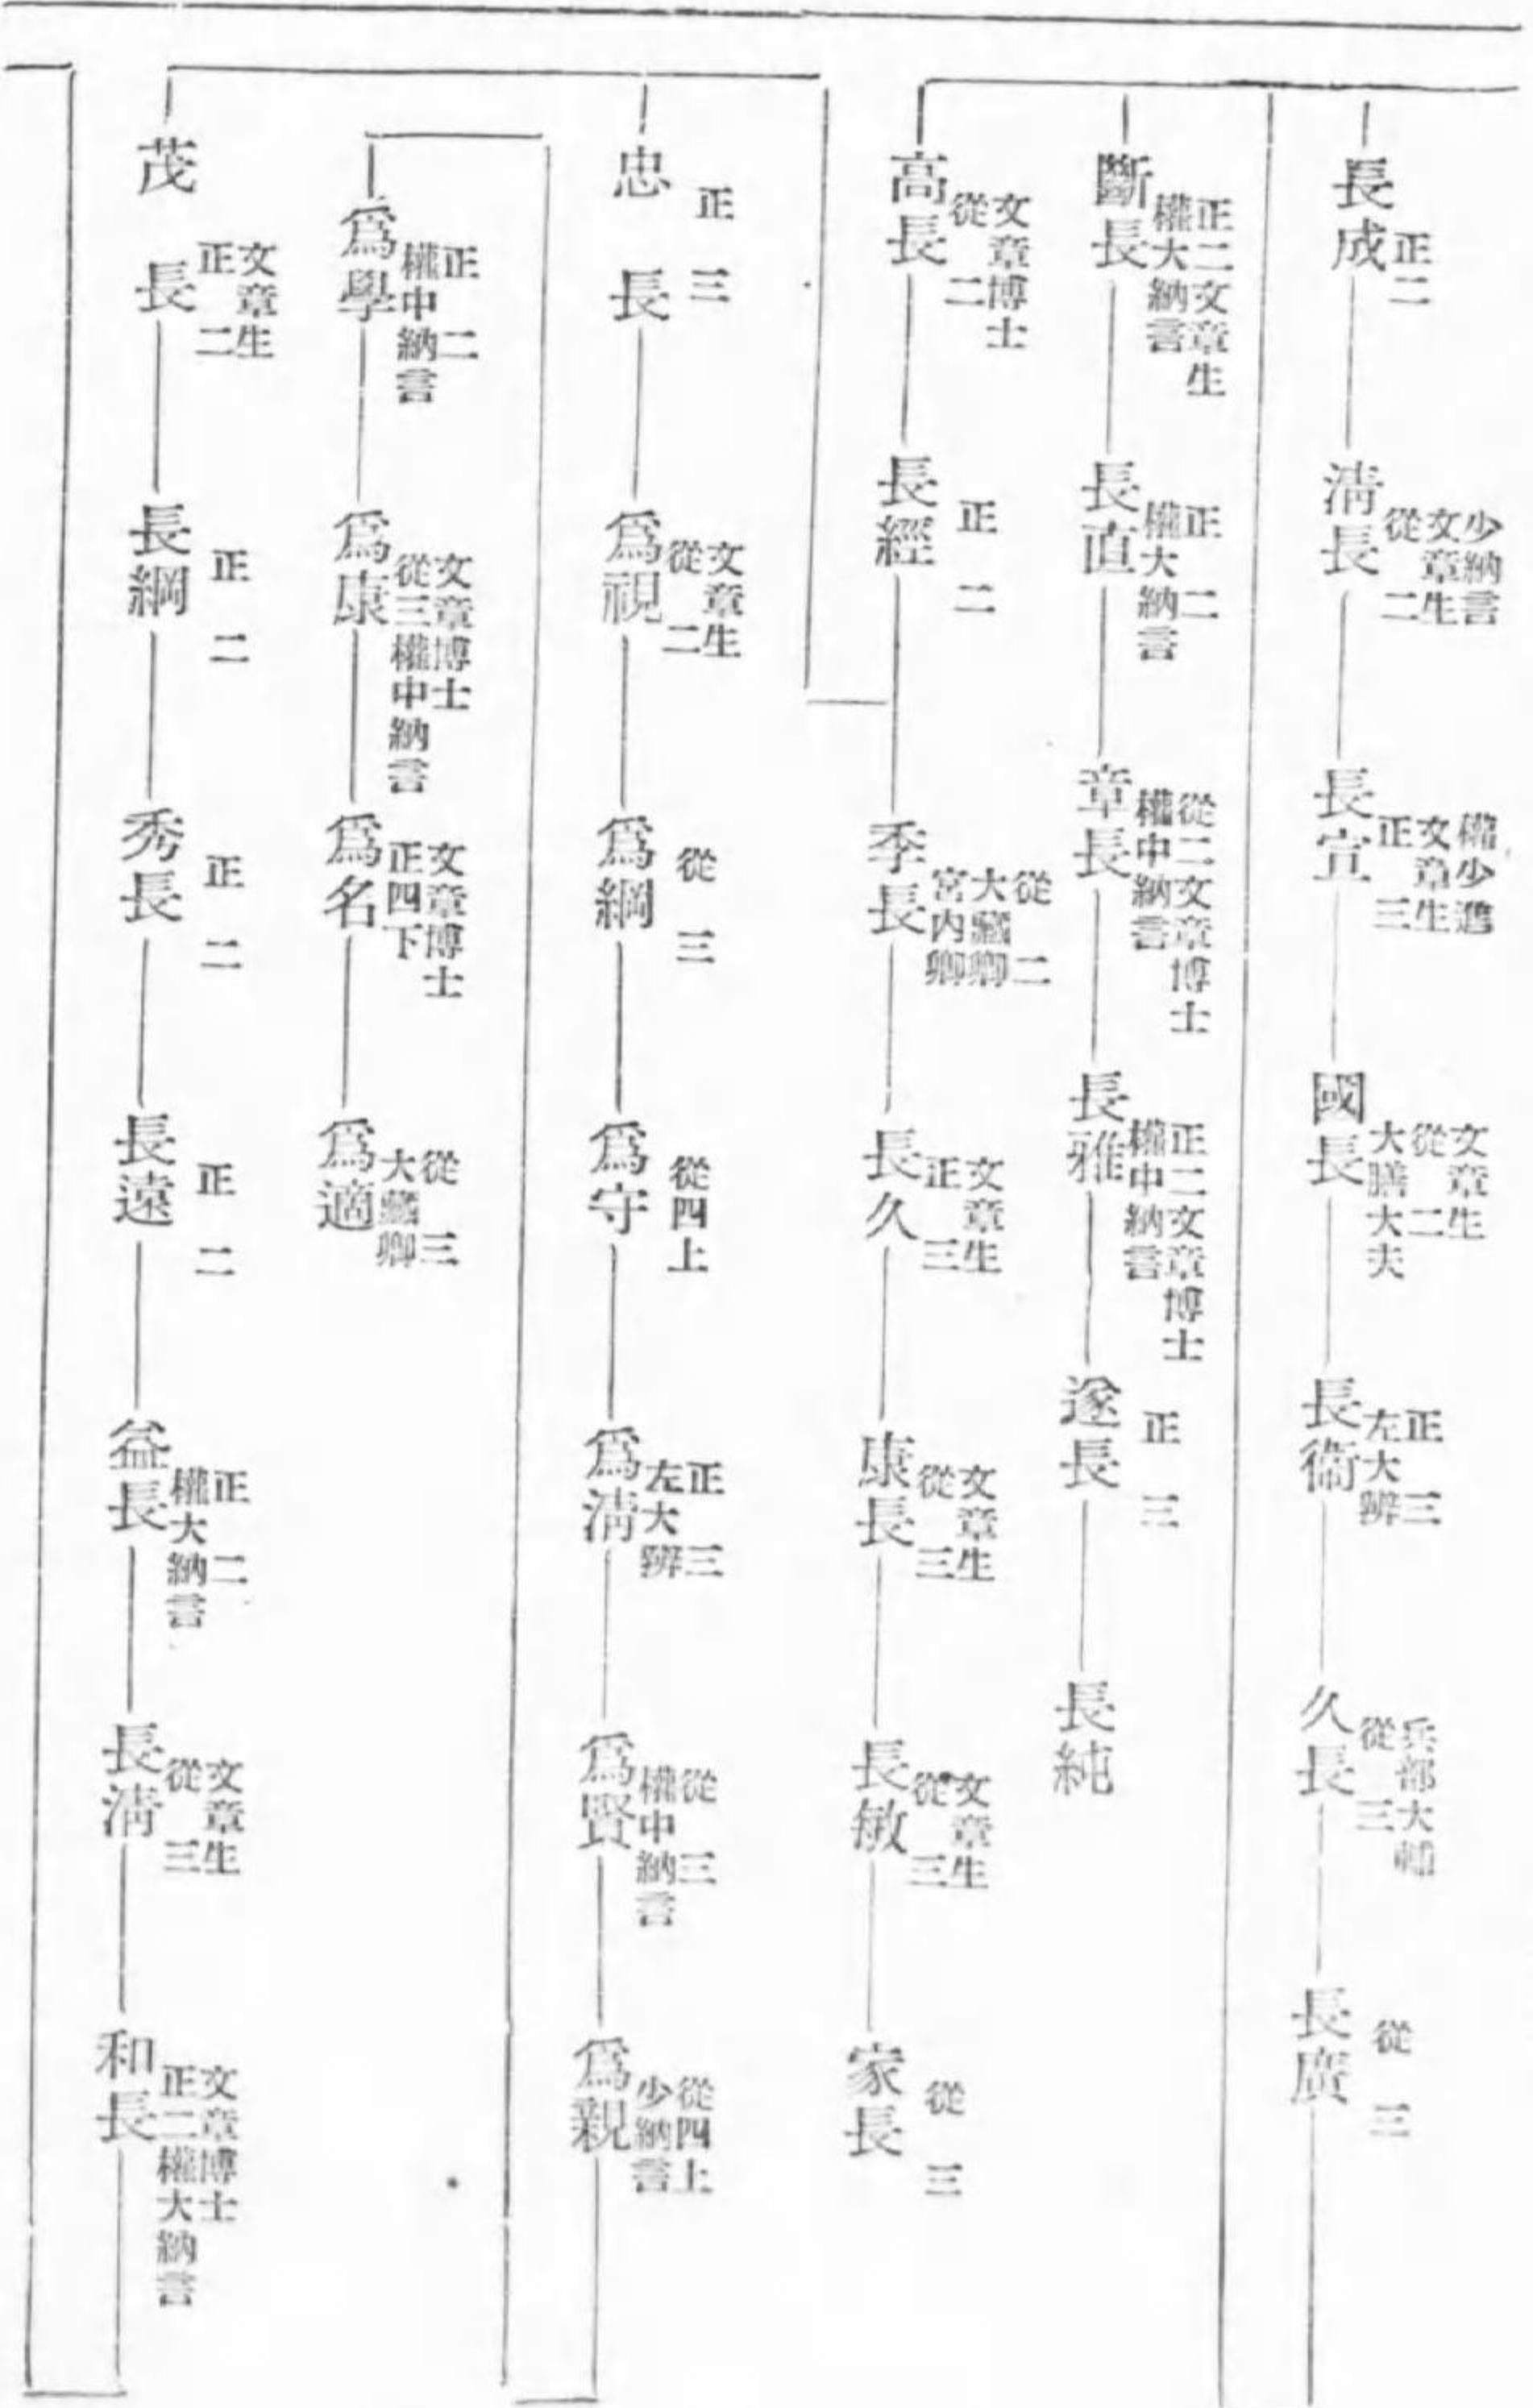 長成 正二
清長 少納言 文章生 從二
長宣 權少進 文章生 正三
國長 文章生 從二 大膳大夫
長衞 正三 左大辨
久長 兵部大輔 從三
長廣 從三
斷長 正二文章生 權大納言
長直 正二 權大納言
章長 從二文章博士 權中納言
長雅 正二文章博士 權中納言
遂長 正三
長純
高長 文章博士 從二
長經 正二
季長 從二 大藏卿 宮内卿
長久 文章生 正三
康長 文章生 從三
長敏 文章生 從三
家長 從三
忠長 正三
爲視 文章生 從二
爲綱 從三
爲守 從四上
爲清 正三 左大辨
爲賢 從三 權中納言
爲親 從四上 少納言
爲學 正二 權中納言
爲康 文章博士 從三權中納言
爲名 文章博士 正四下
爲適 從三 大藏卿
茂長 文章生 正二
長綱 正二
秀長 正二
長遠 正二
益長 正二 權大納言
長清 文章生 從三
和長 文章博士 正二權大納言